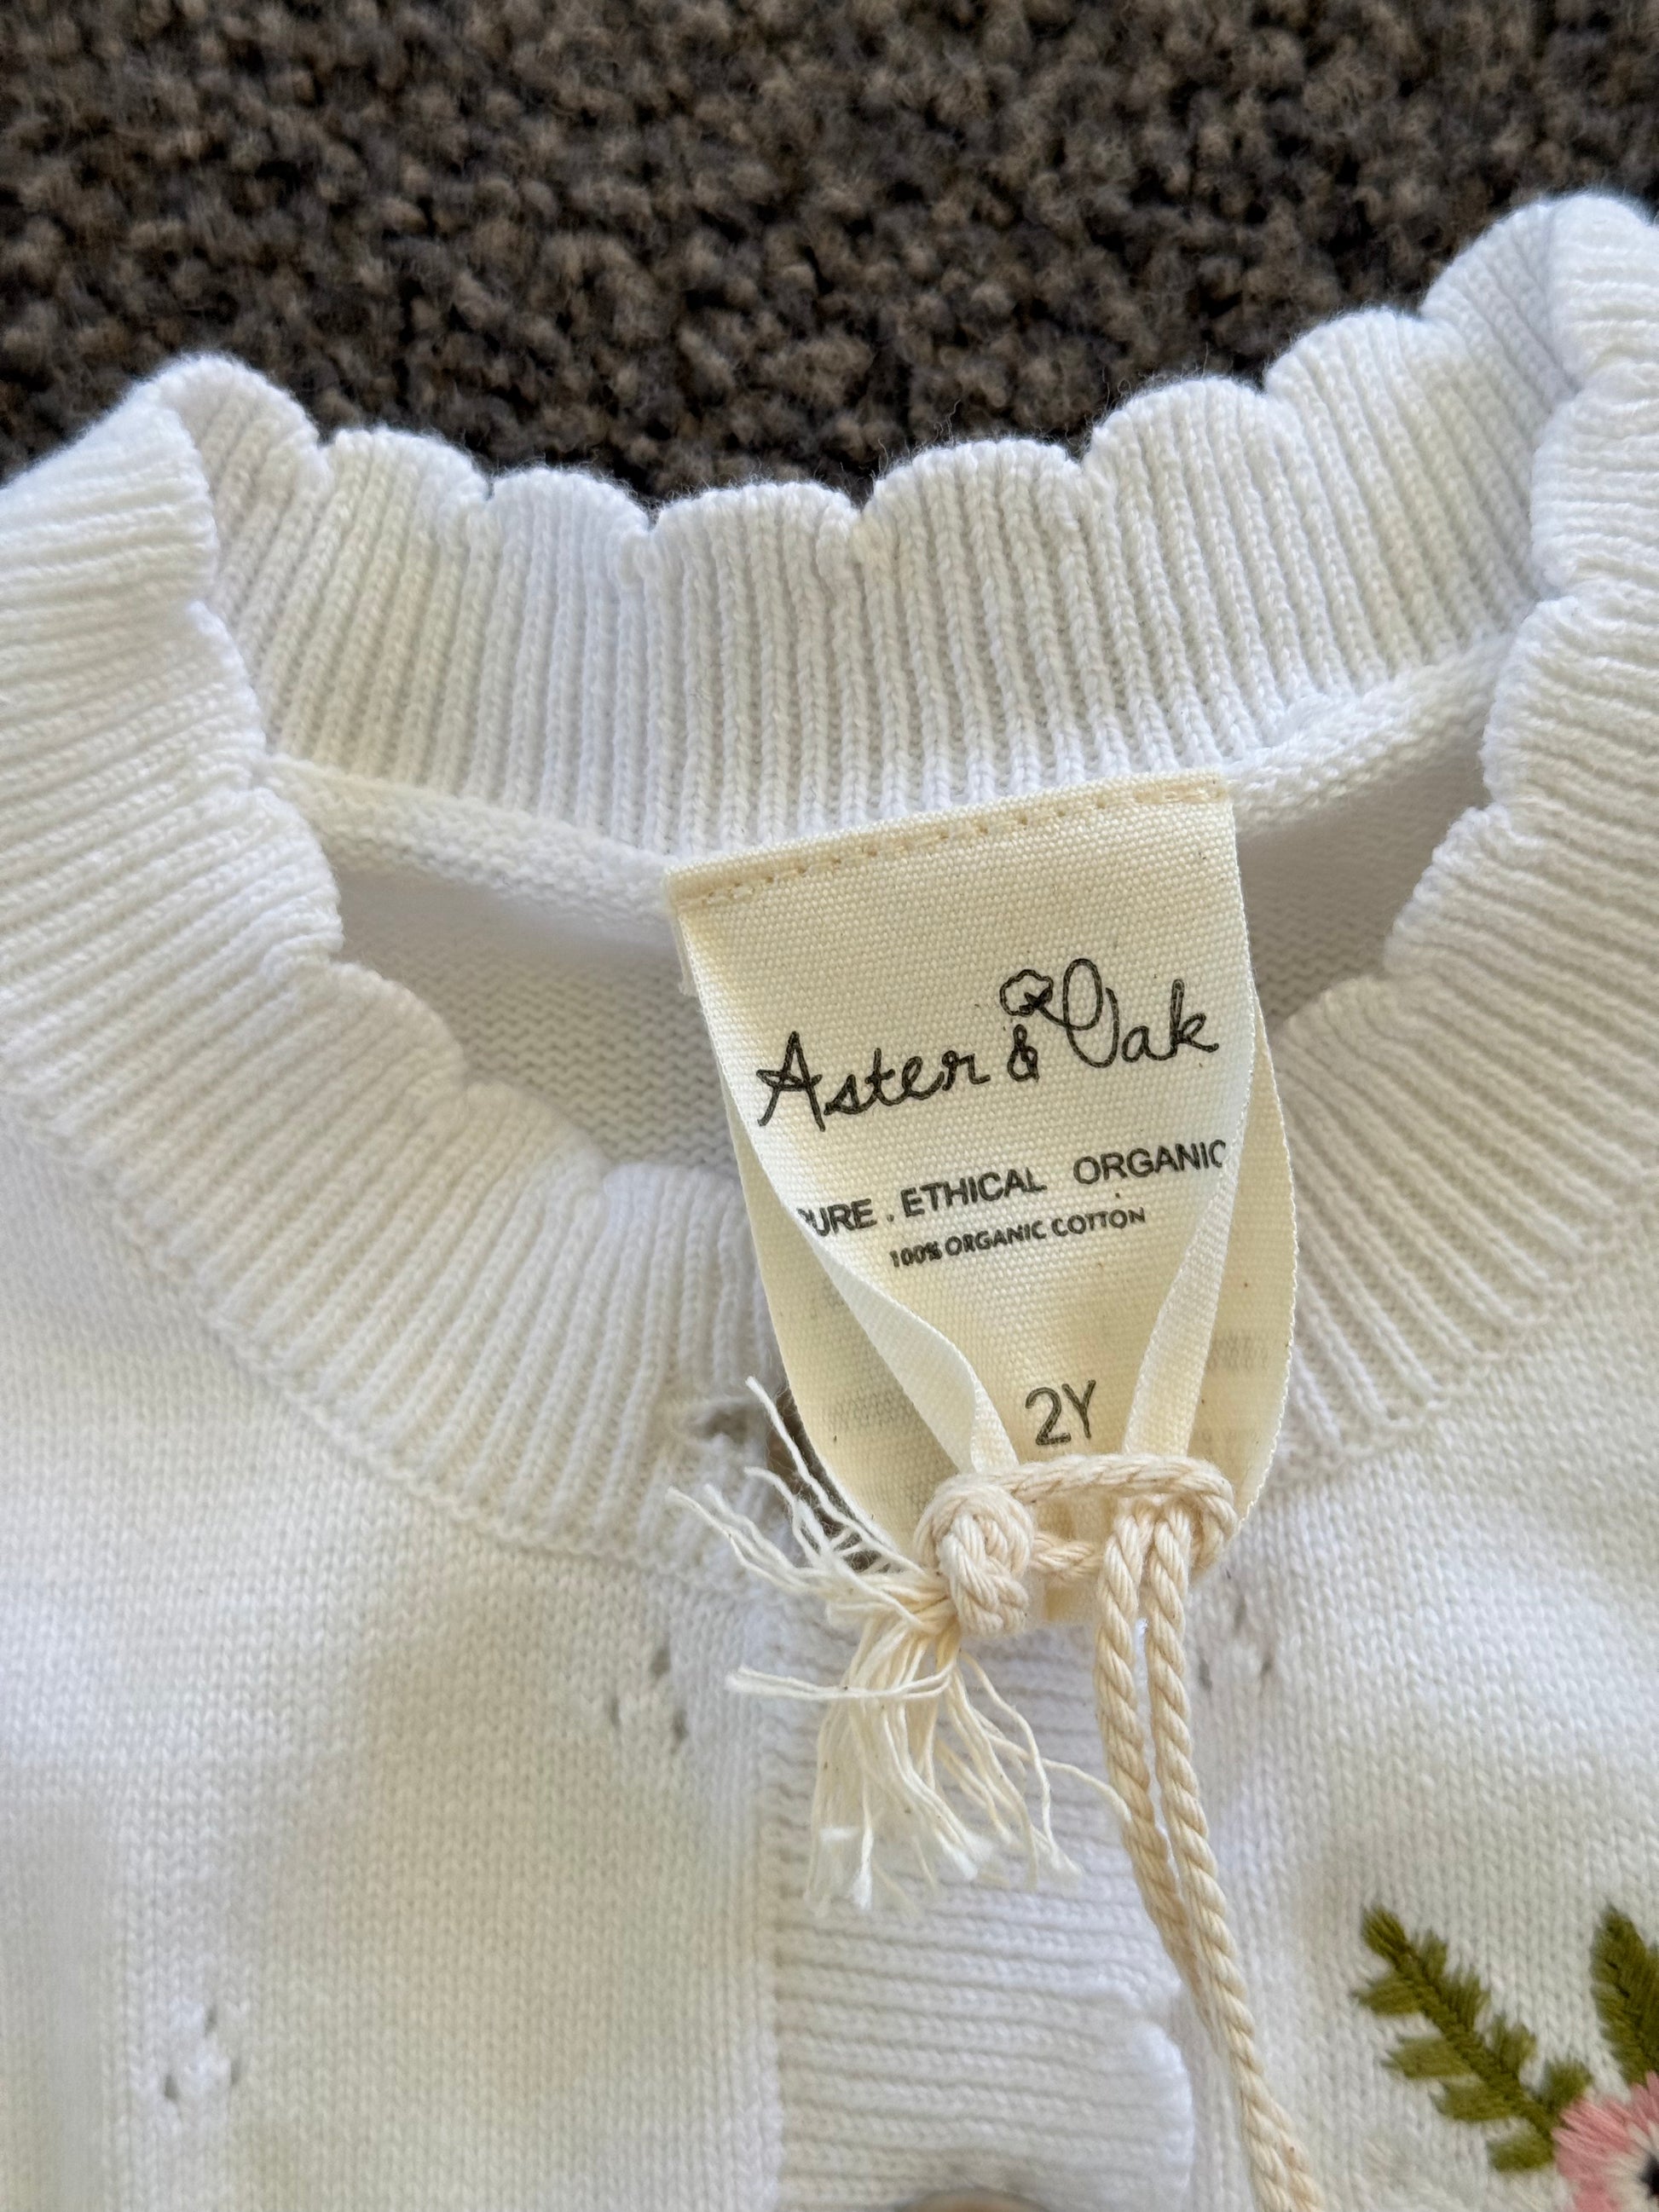 Aster & Oak
PURE . ETHICAL ORGANIC
100% ORGANIC COTTON
2Y